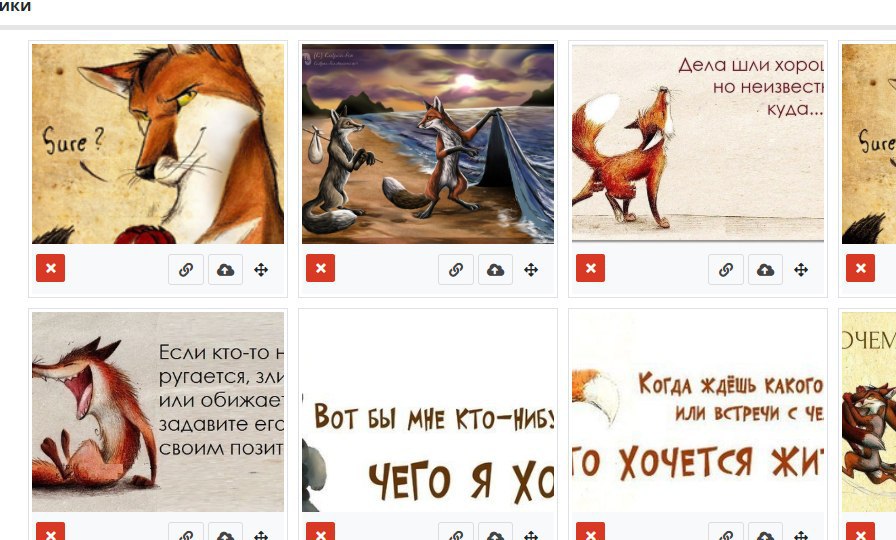 ики
Sure ?
Дела шли хорош
но неизвестн
куда...
Sure
Если кто-то н
ругается, зли
или обижает
задавите его
своим позит
Вот бы мне кто-нибу
чего я хо
Когда ждёшь какого
или встречи с че
то хочется жи
ОЧЕМ